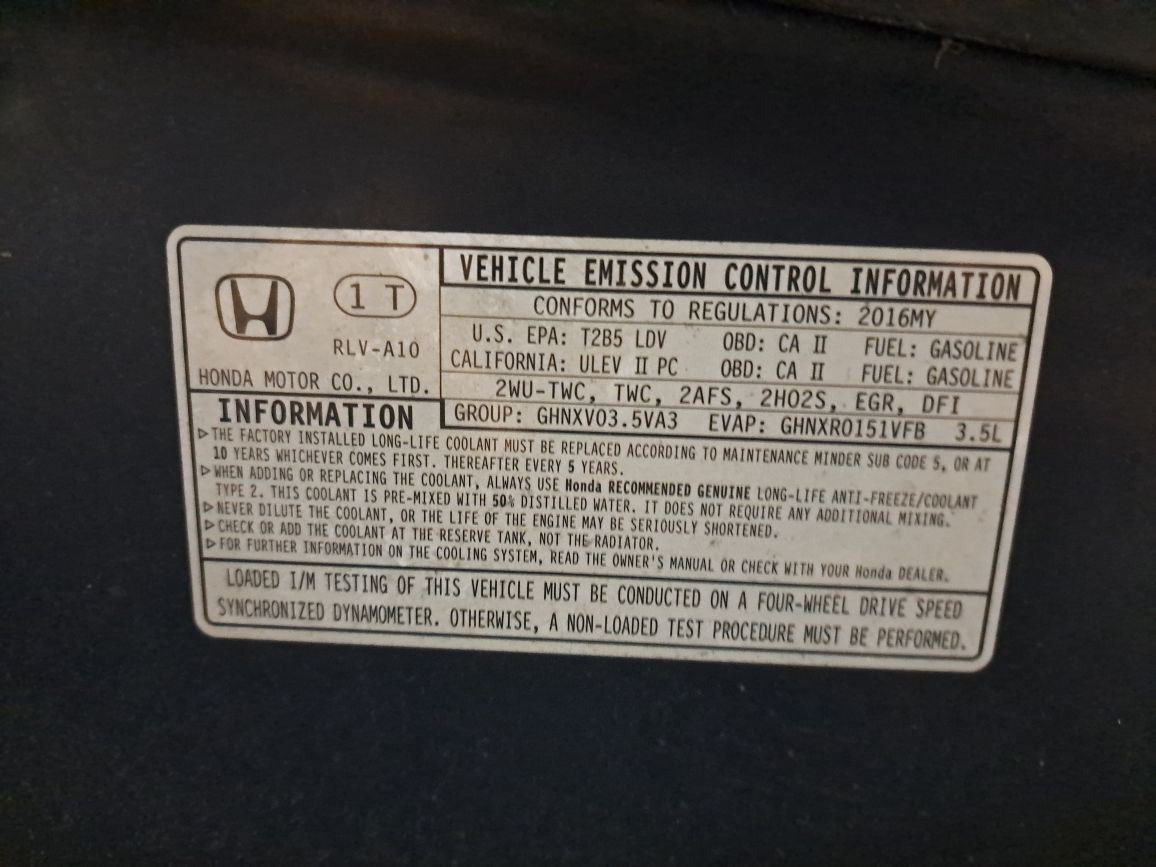 1 T
RLV-A10
HONDA MOTOR CO., LTD.
VEHICLE EMISSION CONTROL INFORMATION
CONFORMS TO REGULATIONS: 2016MY
U.S. EPA: T2B5 LDV OBD: CA II FUEL: GASOLINE
CALIFORNIA: ULEV II PC OBD: CA II FUEL: GASOLINE
2WU-TWC, TWC, 2AFS, 2HO2S, EGR, DFI
GROUP: GHNXV03.5VA3 EVAP: GHNXR0151VFB 3.5L
INFORMATION
▷THE FACTORY INSTALLED LONG-LIFE COOLANT MUST BE REPLACED ACCORDING TO MAINTENANCE MINDER SUB CODE 5, OR AT
10 YEARS WHICHEVER COMES FIRST. THEREAFTER EVERY 5 YEARS.
▷WHEN ADDING OR REPLACING THE COOLANT, ALWAYS USE Honda RECOMMENDED GENUINE LONG-LIFE ANTI-FREEZE/COOLANT
TYPE 2. THIS COOLANT IS PRE-MIXED WITH 50% DISTILLED WATER. IT DOES NOT REQUIRE ANY ADDITIONAL MIXING.
▷NEVER DILUTE THE COOLANT, OR THE LIFE OF THE ENGINE MAY BE SERIOUSLY SHORTENED.
▷CHECK OR ADD THE COOLANT AT THE RESERVE TANK, NOT THE RADIATOR.
▷FOR FURTHER INFORMATION ON THE COOLING SYSTEM, READ THE OWNER'S MANUAL OR CHECK WITH YOUR Honda DEALER.
LOADED I/M TESTING OF THIS VEHICLE MUST BE CONDUCTED ON A FOUR-WHEEL DRIVE SPEED
SYNCHRONIZED DYNAMOMETER. OTHERWISE, A NON-LOADED TEST PROCEDURE MUST BE PERFORMED.